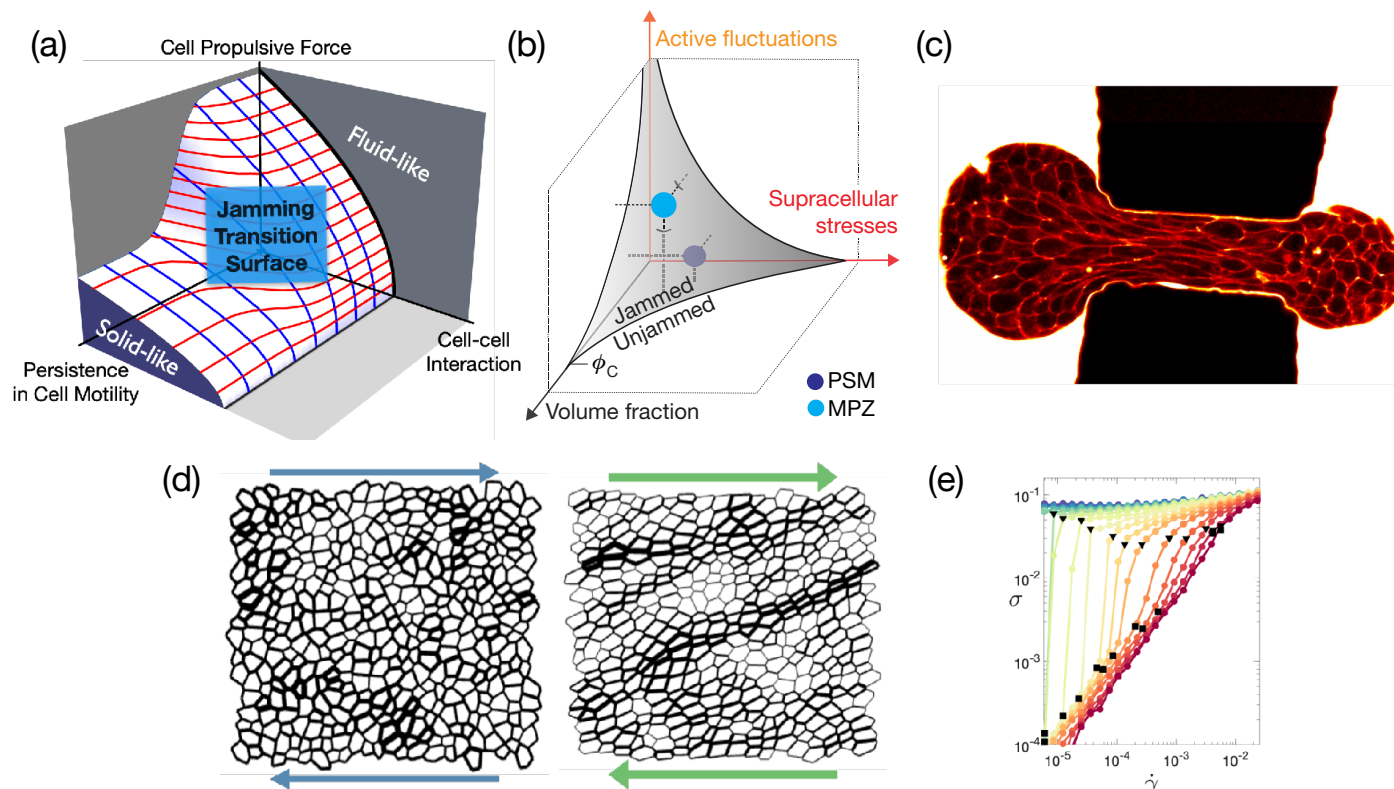 (a)
Cell Propulsive Force
Fluid-like
Jamming
Transition
Surface
Solid-like
Persistence
in Cell Motility
Cell-cell
Interaction
(b)
Active fluctuations
Supracellular
stresses
Jammed
Unjammed
ϕC
Volume fraction
PSM
MPZ
(c)
(d)
(e)
10⁻¹
10⁻²
σ
10⁻³
10⁻⁴
10⁻⁵ 10⁻⁴ 10⁻³ 10⁻²
γ̇